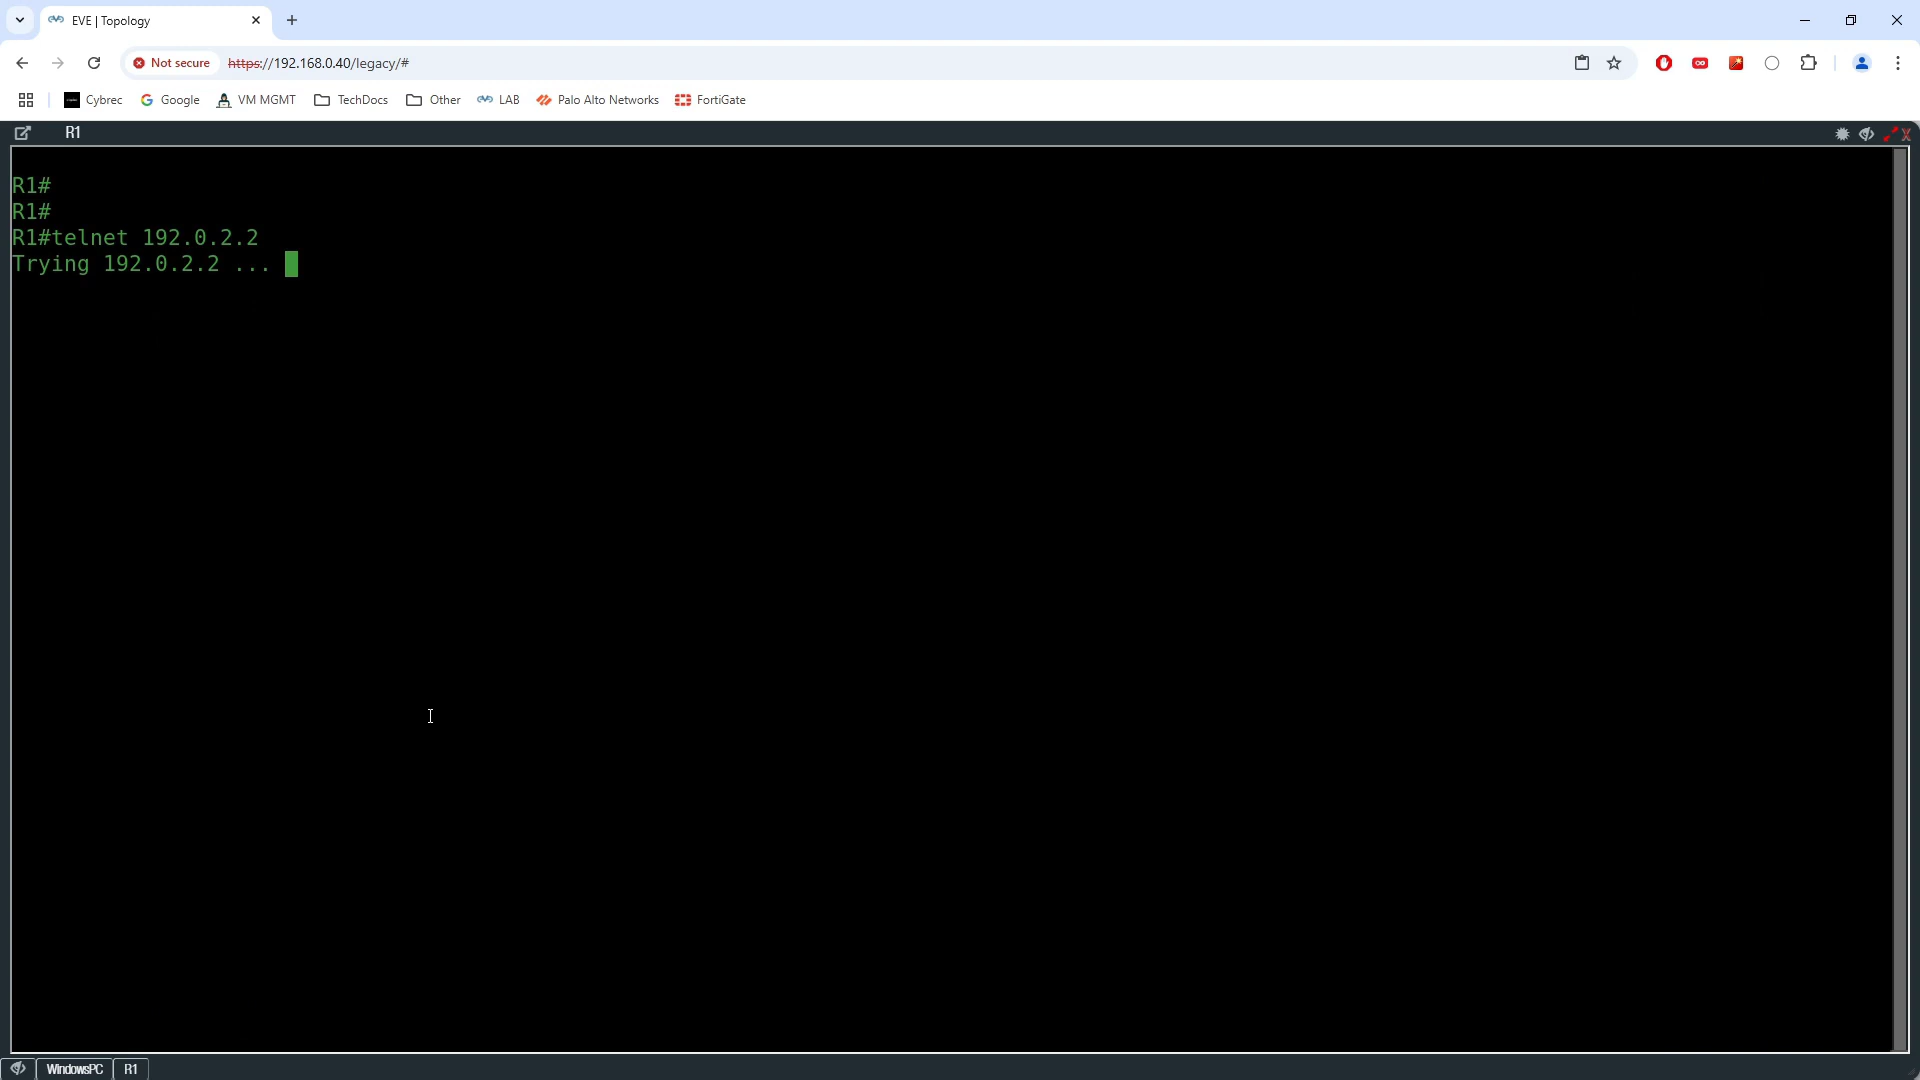 EVE | Topology
Not secure https://192.168.0.40/legacy/#
Cybrec Google VM MGMT TechDocs Other LAB Palo Alto Networks FortiGate
R1 X
R1#
R1#
R1#telnet 192.0.2.2
Trying 192.0.2.2 ...
WindowsPC R1